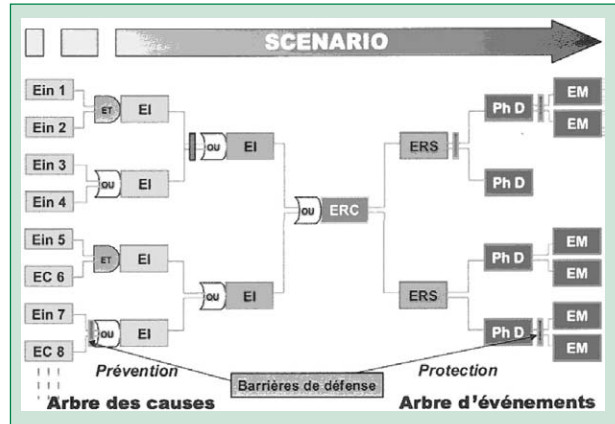 SCENARIO
Ein 1
ET
EI
Ein 2
OU
EI
Ein 3
OU
EI
Ein 4
OU
ERC
Ein 5
ET
EI
EC 6
OU
EI
Ein 7
OU
EI
EC 8
ERS
Ph D
EM
EM
Ph D
ERS
Ph D
EM
EM
Ph D
EM
EM
Prévention
Barrières de défense
Protection
Arbre des causes
Arbre d'événements